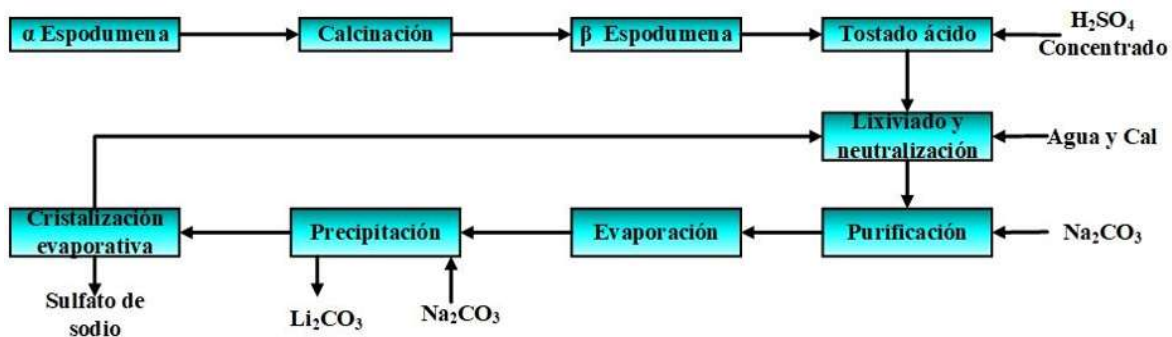 α Espodumena
Calcinación
β Espodumena
Tostado ácido
H₂SO₄
Concentrado
Lixiviado y
neutralización
Agua y Cal
Cristalización
evaporativa
Precipitación
Evaporación
Purificación
Na₂CO₃
Sulfato de
sodio
Li₂CO₃
Na₂CO₃